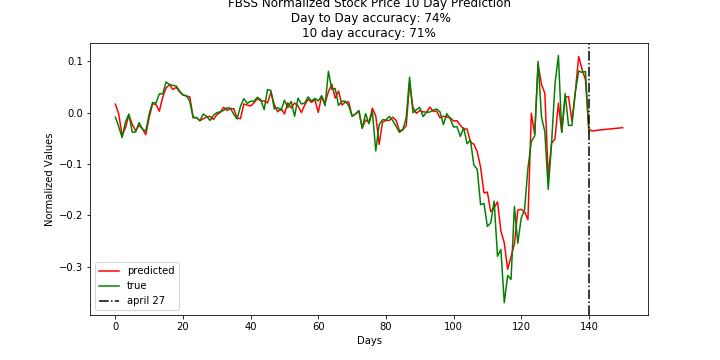 FBSS Normalized Stock Price 10 Day Prediction
Day to Day accuracy: 74%
10 day accuracy: 71%
0.1
0.0
−0.1
−0.2
−0.3
Normalized Values
predicted
true
april 27
0 20 40 60 80 100 120 140
Days